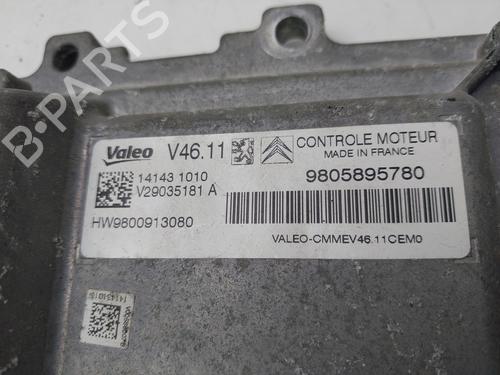 Valeo V46.11 CONTROLE MOTEUR
MADE IN FRANCE
14143 1010
V29035181 A
9805895780
HW9800913080
VALEO-CMMEV46.11CEM0
B-PARTS